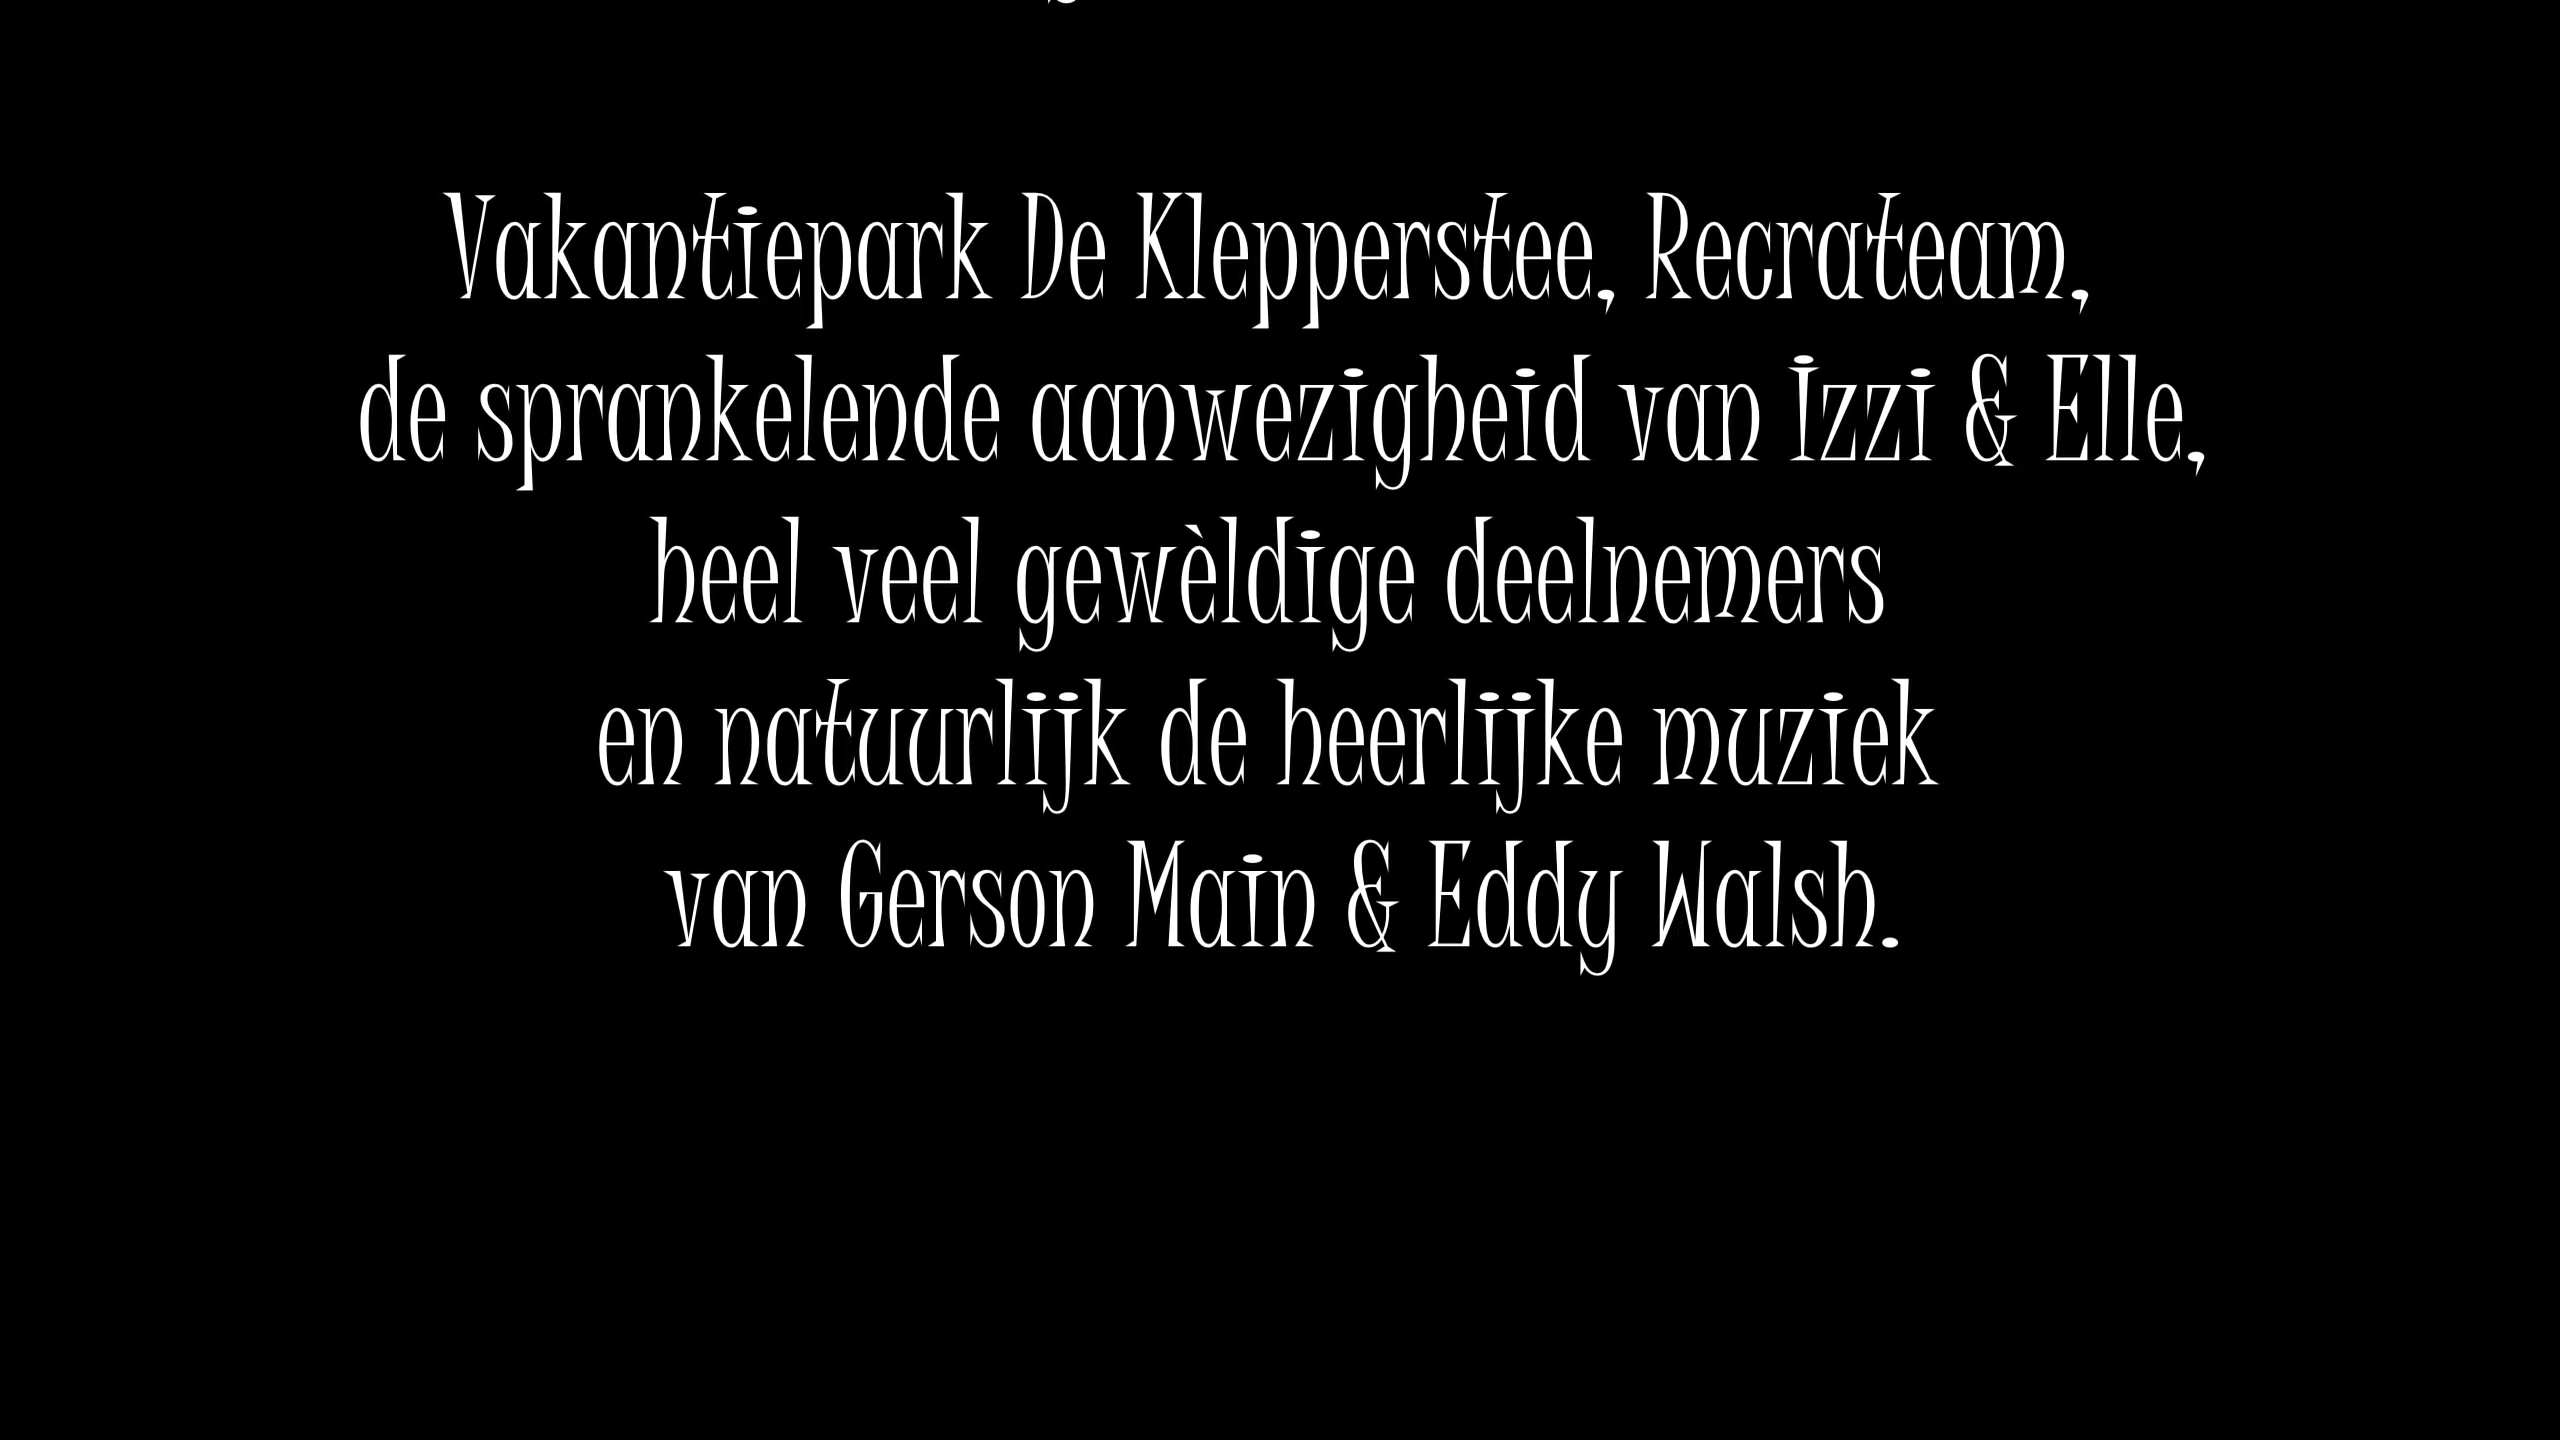 Vakantiepark De Klepperstee, Recrateam,
de sprankelende aanwezigheid van Izzi & Elle,
heel veel gewèldige deelnemers
en natuurlijk de heerlijke muziek
van Gerson Main & Eddy Walsh.